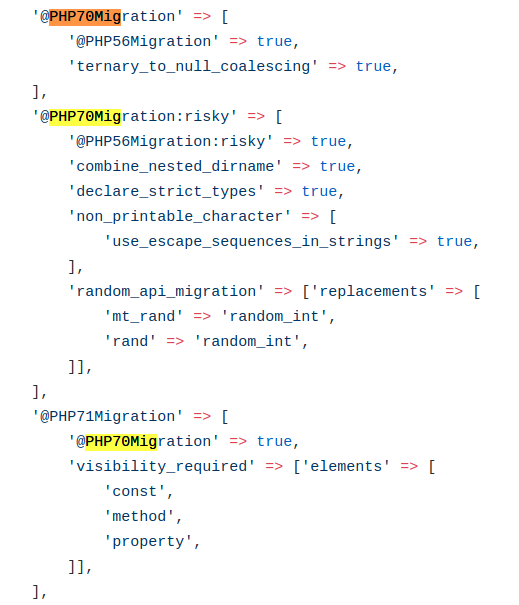 '@PHP70Migration' => [
'@PHP56Migration' => true,
'ternary_to_null_coalescing' => true,
],
'@PHP70Migration:risky' => [
'@PHP56Migration:risky' => true,
'combine_nested_dirname' => true,
'declare_strict_types' => true,
'non_printable_character' => [
'use_escape_sequences_in_strings' => true,
],
'random_api_migration' => ['replacements' => [
'mt_rand' => 'random_int',
'rand' => 'random_int',
]],
],
'@PHP71Migration' => [
'@PHP70Migration' => true,
'visibility_required' => ['elements' => [
'const',
'method',
'property',
]],
],